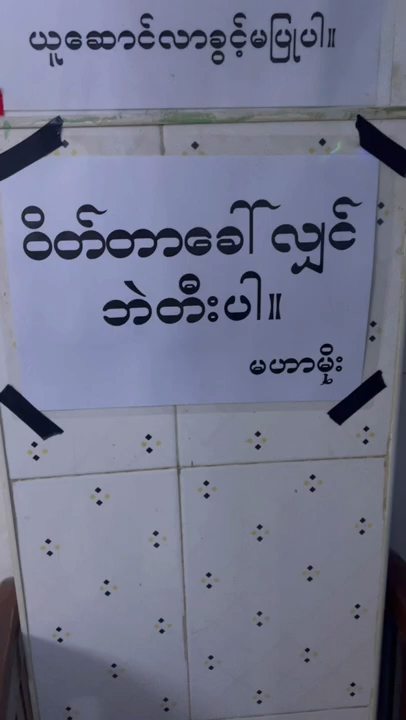 ယူဆောင်လာခွင့်မပြုပါ။
ဝိတ်တာခေါ် လျှင်
ဘဲတီးပါ။
မဟာမိုး